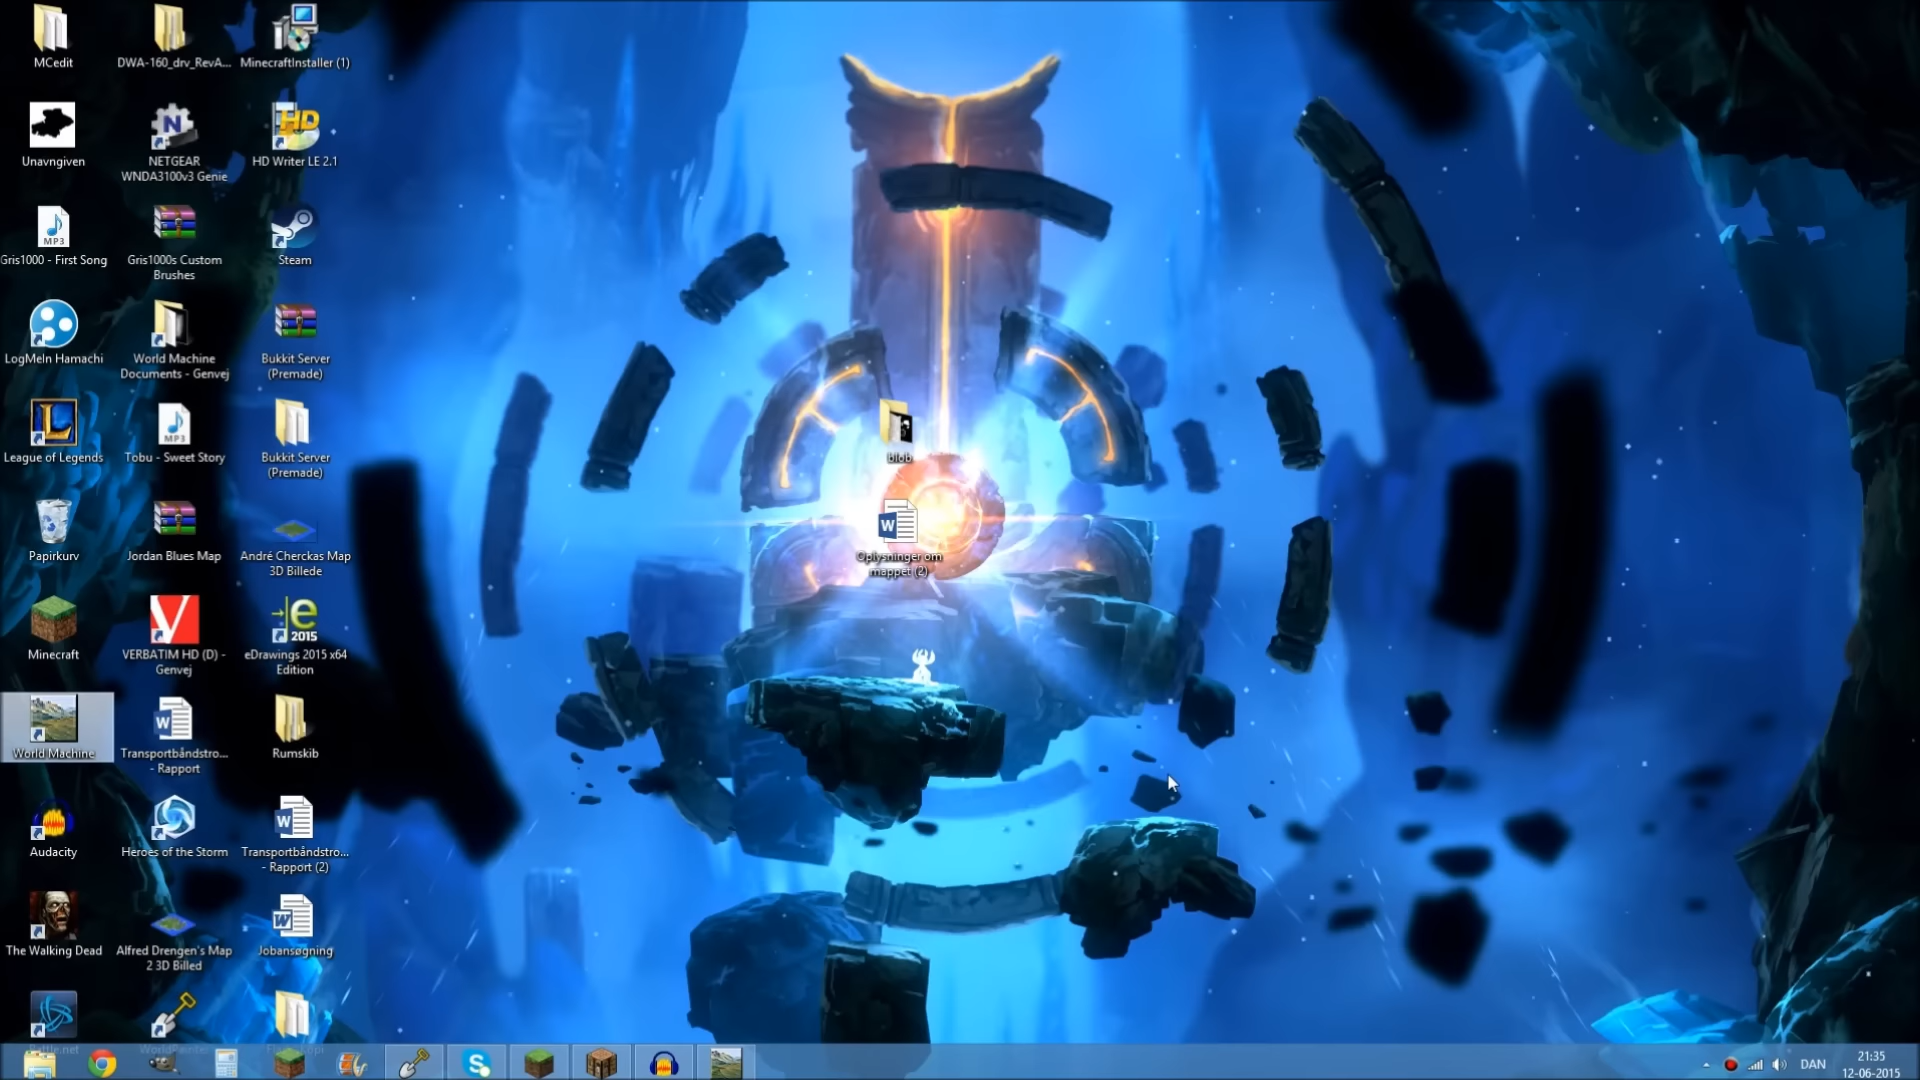 MCedit
DWA-160_drv_RevA...
MinecraftInstaller (1)
Unavngiven
NETGEAR
WNDA3100v3 Genie
HD Writer LE 2.1
Gris1000 - First Song
Gris1000s Custom
Brushes
Steam
LogMeIn Hamachi
World Machine
Documents - Genvej
Bukkit Server
(Premade)
League of Legends
Tobu - Sweet Story
Bukkit Server
(Premade)
blob
Papirkurv
Jordan Blues Map
André Cherckas Map
3D Billede
Oplysninger om
mappet (2)
Minecraft
VERBATIM HD (D) -
Genvej
eDrawings 2015 x64
Edition
World Machine
Transportbåndstro...
- Rapport
Rumskib
Audacity
Heroes of the Storm
Transportbåndstro...
- Rapport (2)
The Walking Dead
Alfred Drengen's Map
2 3D Billed
Jobansøgning
Battle.net
WorldPainter
DAN
21:35
12-06-2015